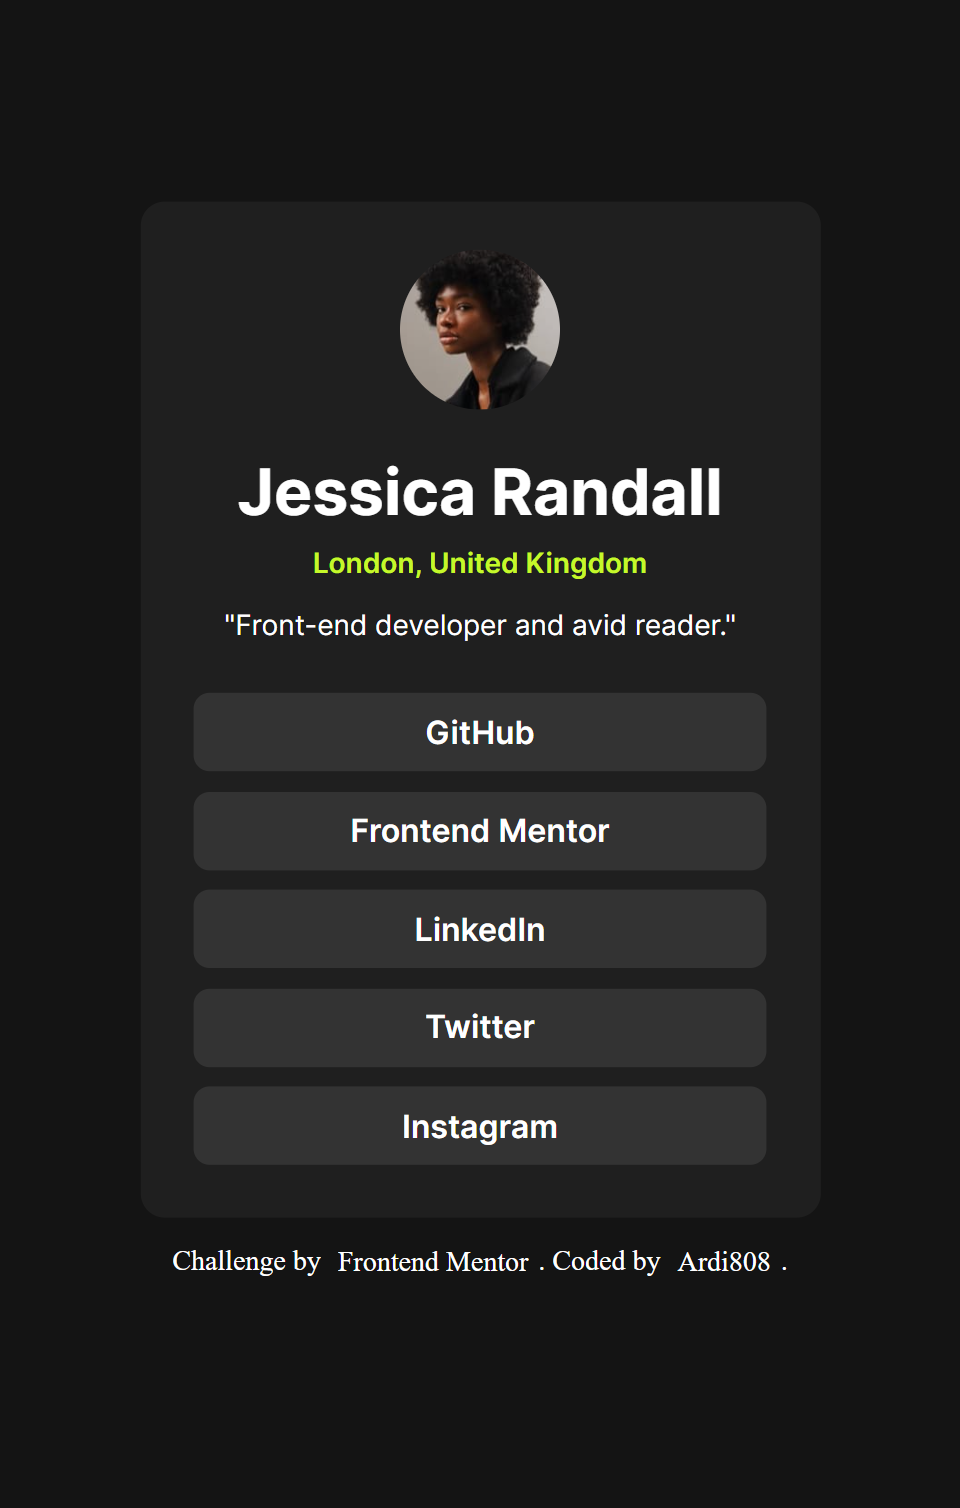 Jessica Randall
London, United Kingdom
"Front-end developer and avid reader."
GitHub
Frontend Mentor
LinkedIn
Twitter
Instagram
Challenge by Frontend Mentor . Coded by Ardi808 .